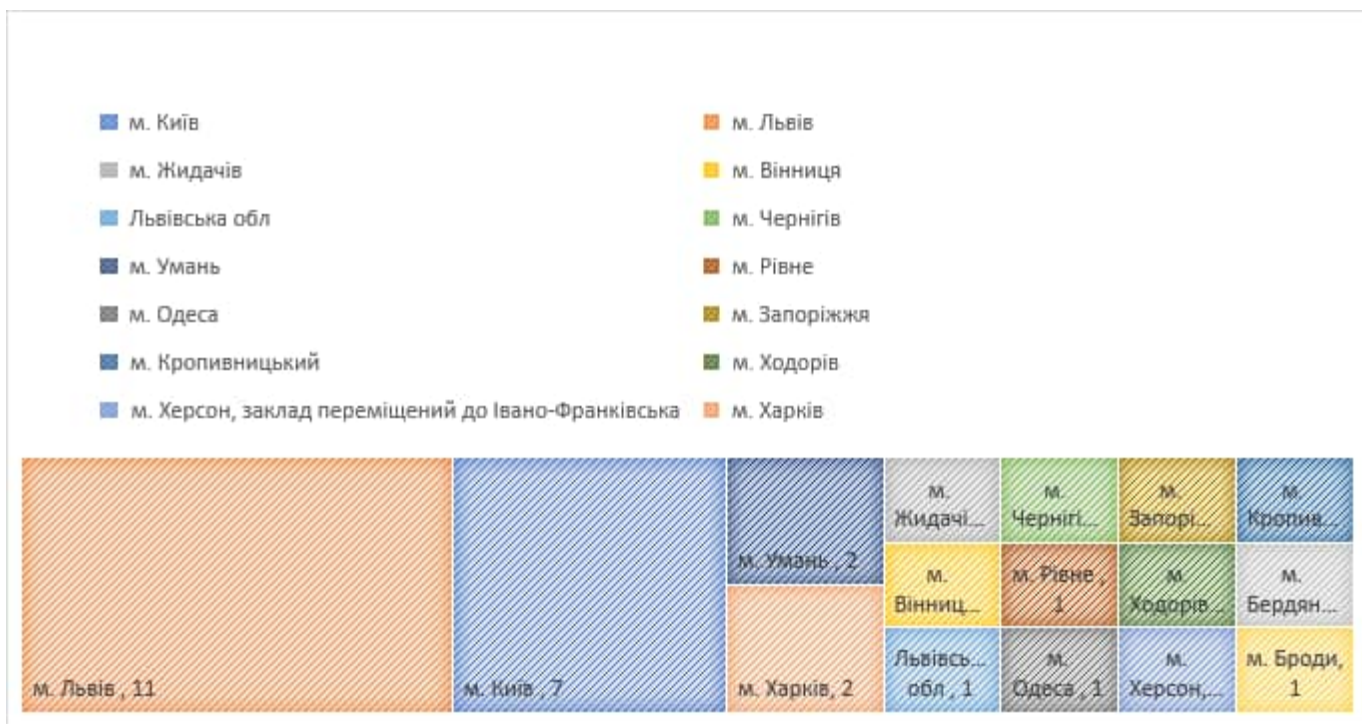 м. Київ
м. Львів
м. Жидачів
м. Вінниця
Львівська обл
м. Чернігів
м. Умань
м. Рівне
м. Одеса
м. Запоріжжя
м. Кропивницький
м. Ходорів
м. Херсон, заклад переміщений до Івано-Франківська
м. Харків
м. Львів , 11
м. Київ , 7
м. Умань , 2
м. Харків, 2
м.
Жидачі...
м.
Чернігі...
м.
Запорі...
м.
Кропив...
м.
Вінниц...
м. Рівне ,
1
м.
Ходорів...
м.
Бердян...
Львівсь...
обл , 1
м.
Одеса , 1
м.
Херсон,...
м. Броди,
1